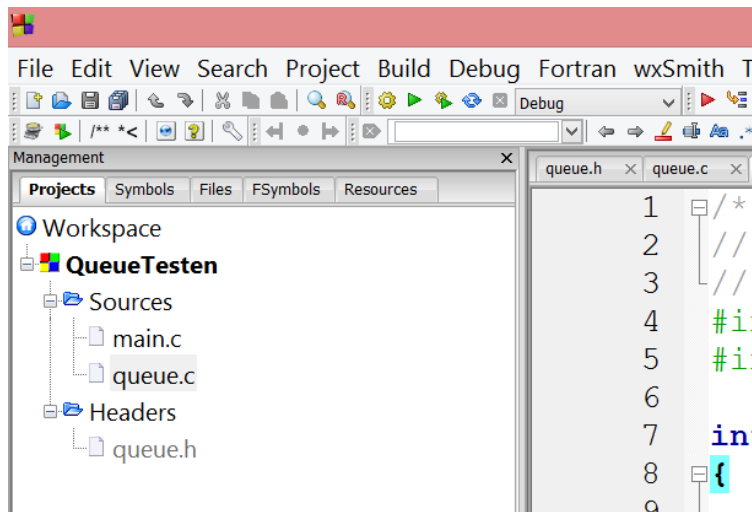 File Edit View Search Project Build Debug Fortran wxSmith T
Debug
/** *<
Management
Projects Symbols Files FSymbols Resources
Workspace
QueueTesten
Sources
main.c
queue.c
Headers
queue.h
queue.h queue.c
1 /*
2 //
3 //
4 #i
5 #i
6
7 in
8 {
9